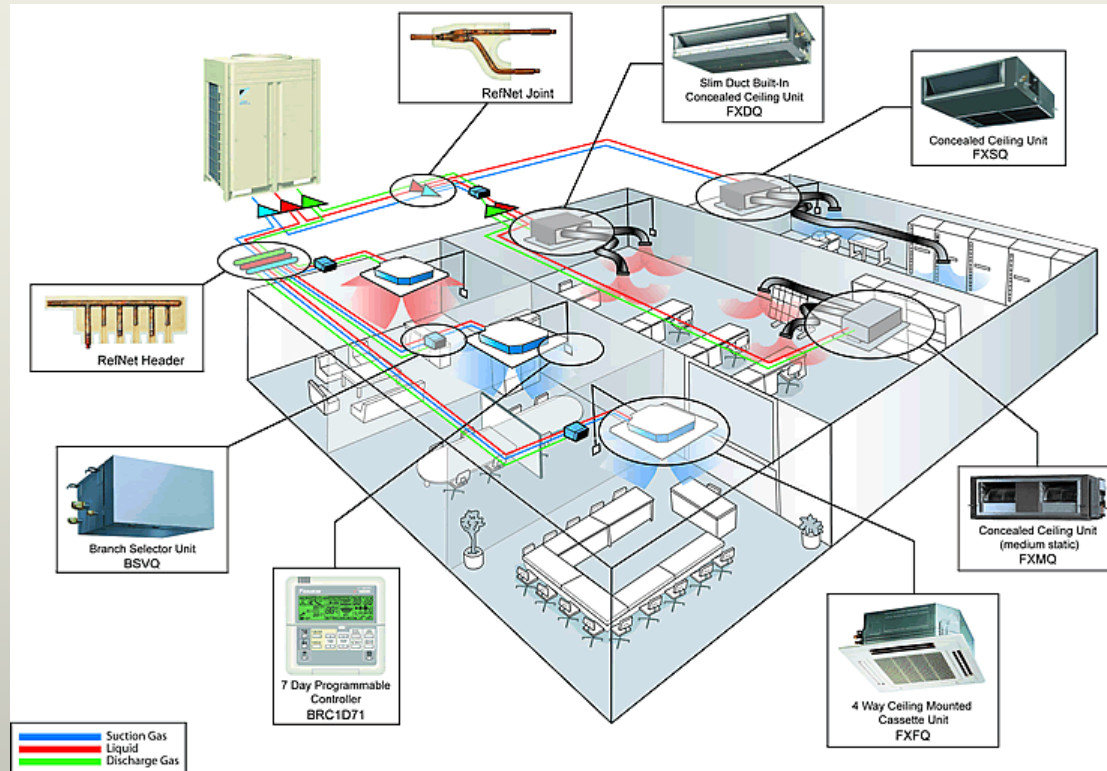 RefNet Joint
Slim Duct Built-In
Concealed Ceiling Unit
FXDQ
Concealed Ceiling Unit
FXSQ
RefNet Header
Branch Selector Unit
BSVQ
7 Day Programmable
Controller
BRC1D71
Concealed Ceiling Unit
(medium static)
FXMQ
4 Way Ceiling Mounted
Cassette Unit
FXFQ
Suction Gas
Liquid
Discharge Gas